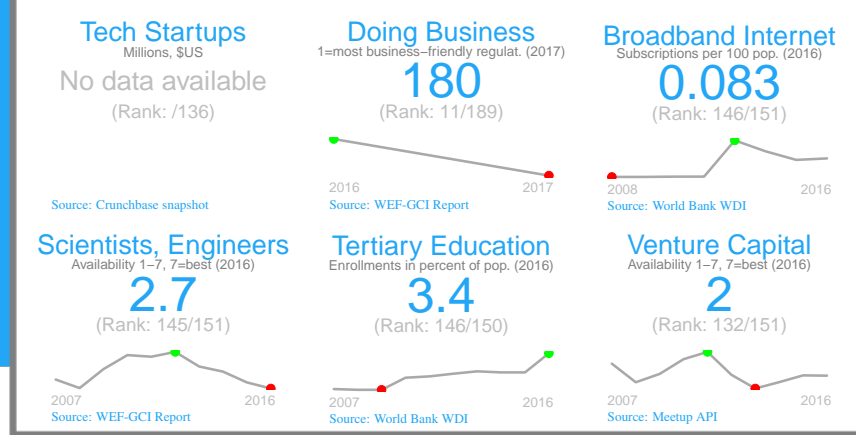 Tech Startups
Millions, $US
No data available
(Rank: /136)
Source: Crunchbase snapshot
Doing Business
1=most business−friendly regulat. (2017)
180
(Rank: 11/189)
2016 2017
Source: WEF-GCI Report
Broadband Internet
Subscriptions per 100 pop. (2016)
0.083
(Rank: 146/151)
2008 2016
Source: World Bank WDI
Scientists, Engineers
Availability 1−7, 7=best (2016)
2.7
(Rank: 145/151)
2007 2016
Source: WEF-GCI Report
Tertiary Education
Enrollments in percent of pop. (2016)
3.4
(Rank: 146/150)
2007 2016
Source: World Bank WDI
Venture Capital
Availability 1−7, 7=best (2016)
2
(Rank: 132/151)
2007 2016
Source: Meetup API